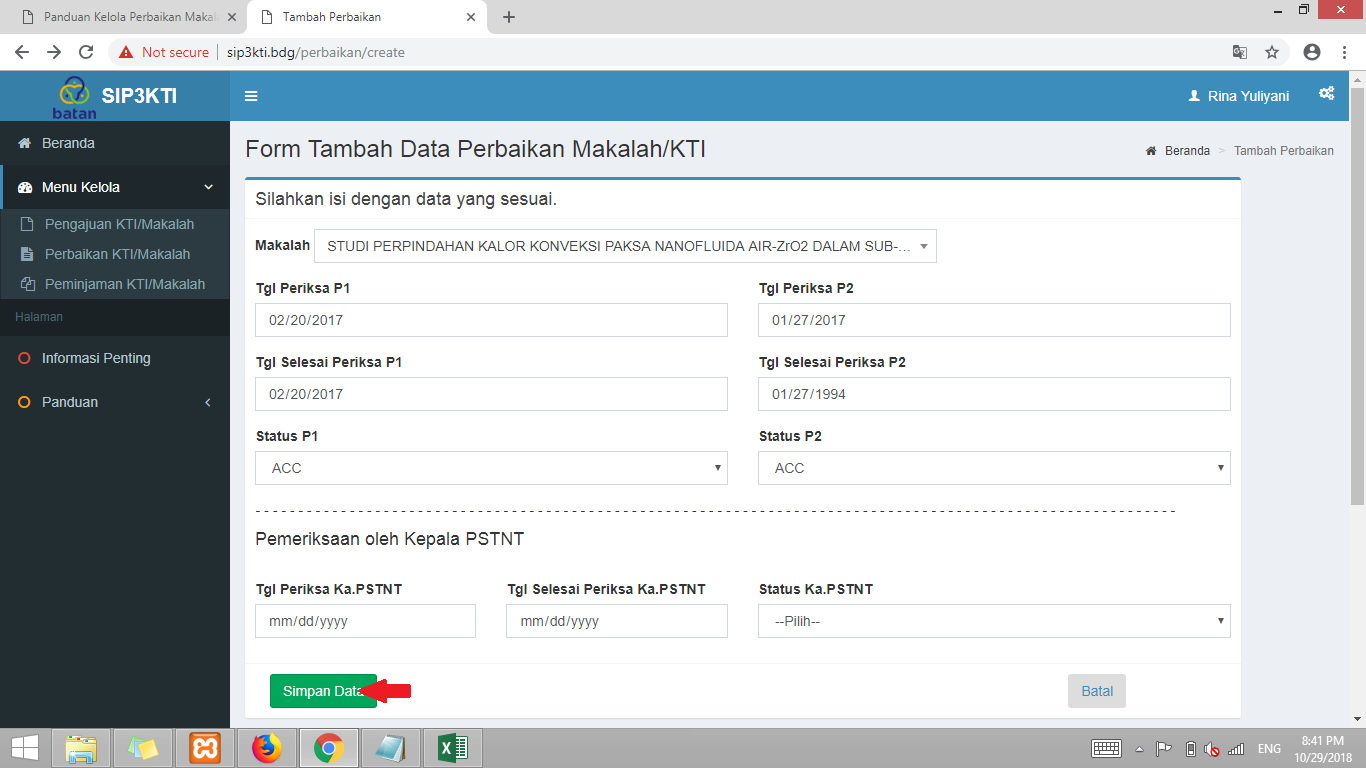 Panduan Kelola Perbaikan Makal
Tambah Perbaikan
Not secure | sip3kti.bdg/perbaikan/create
batan
SIP3KTI
Rina Yuliyani
Beranda
Menu Kelola
Pengajuan KTI/Makalah
Perbaikan KTI/Makalah
Peminjaman KTI/Makalah
Halaman
Informasi Penting
Panduan
Form Tambah Data Perbaikan Makalah/KTI
Beranda > Tambah Perbaikan
Silahkan isi dengan data yang sesuai.
Makalah STUDI PERPINDAHAN KALOR KONVEKSI PAKSA NANOFLUIDA AIR-ZrO2 DALAM SUB-...
Tgl Periksa P1 Tgl Periksa P2
02/20/2017 01/27/2017
Tgl Selesai Periksa P1 Tgl Selesai Periksa P2
02/20/2017 01/27/1994
Status P1 Status P2
ACC ACC
Pemeriksaan oleh Kepala PSTNT
Tgl Periksa Ka.PSTNT Tgl Selesai Periksa Ka.PSTNT Status Ka.PSTNT
mm/dd/yyyy mm/dd/yyyy --Pilih--
Simpan Data Batal
ENG
8:41 PM
10/29/2018